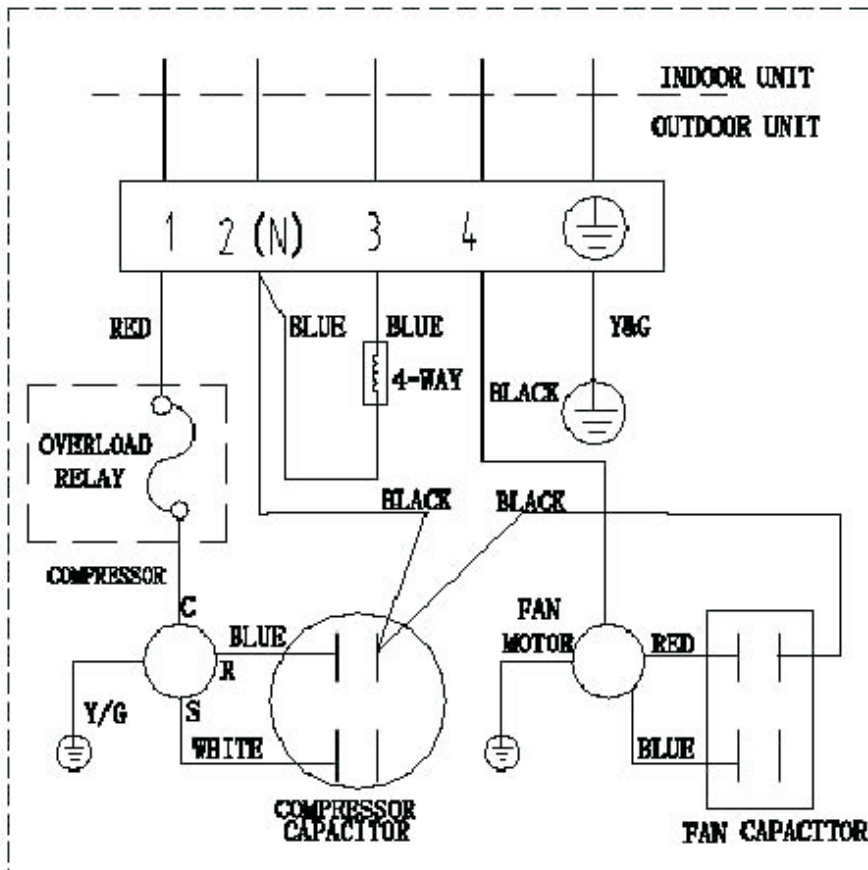 INDOOR UNIT
OUTDOOR UNIT
1 2 (N) 3 4
RED BLUE BLUE Y&G
4-WAY BLACK
OVERLOAD
RELAY
BLACK BLACK
COMPRESSOR
C
FAN
BLUE MOTOR RED
R
Y/G S
WHITE BLUE
COMPRESSOR
CAPACITOR
FAN CAPACITOR